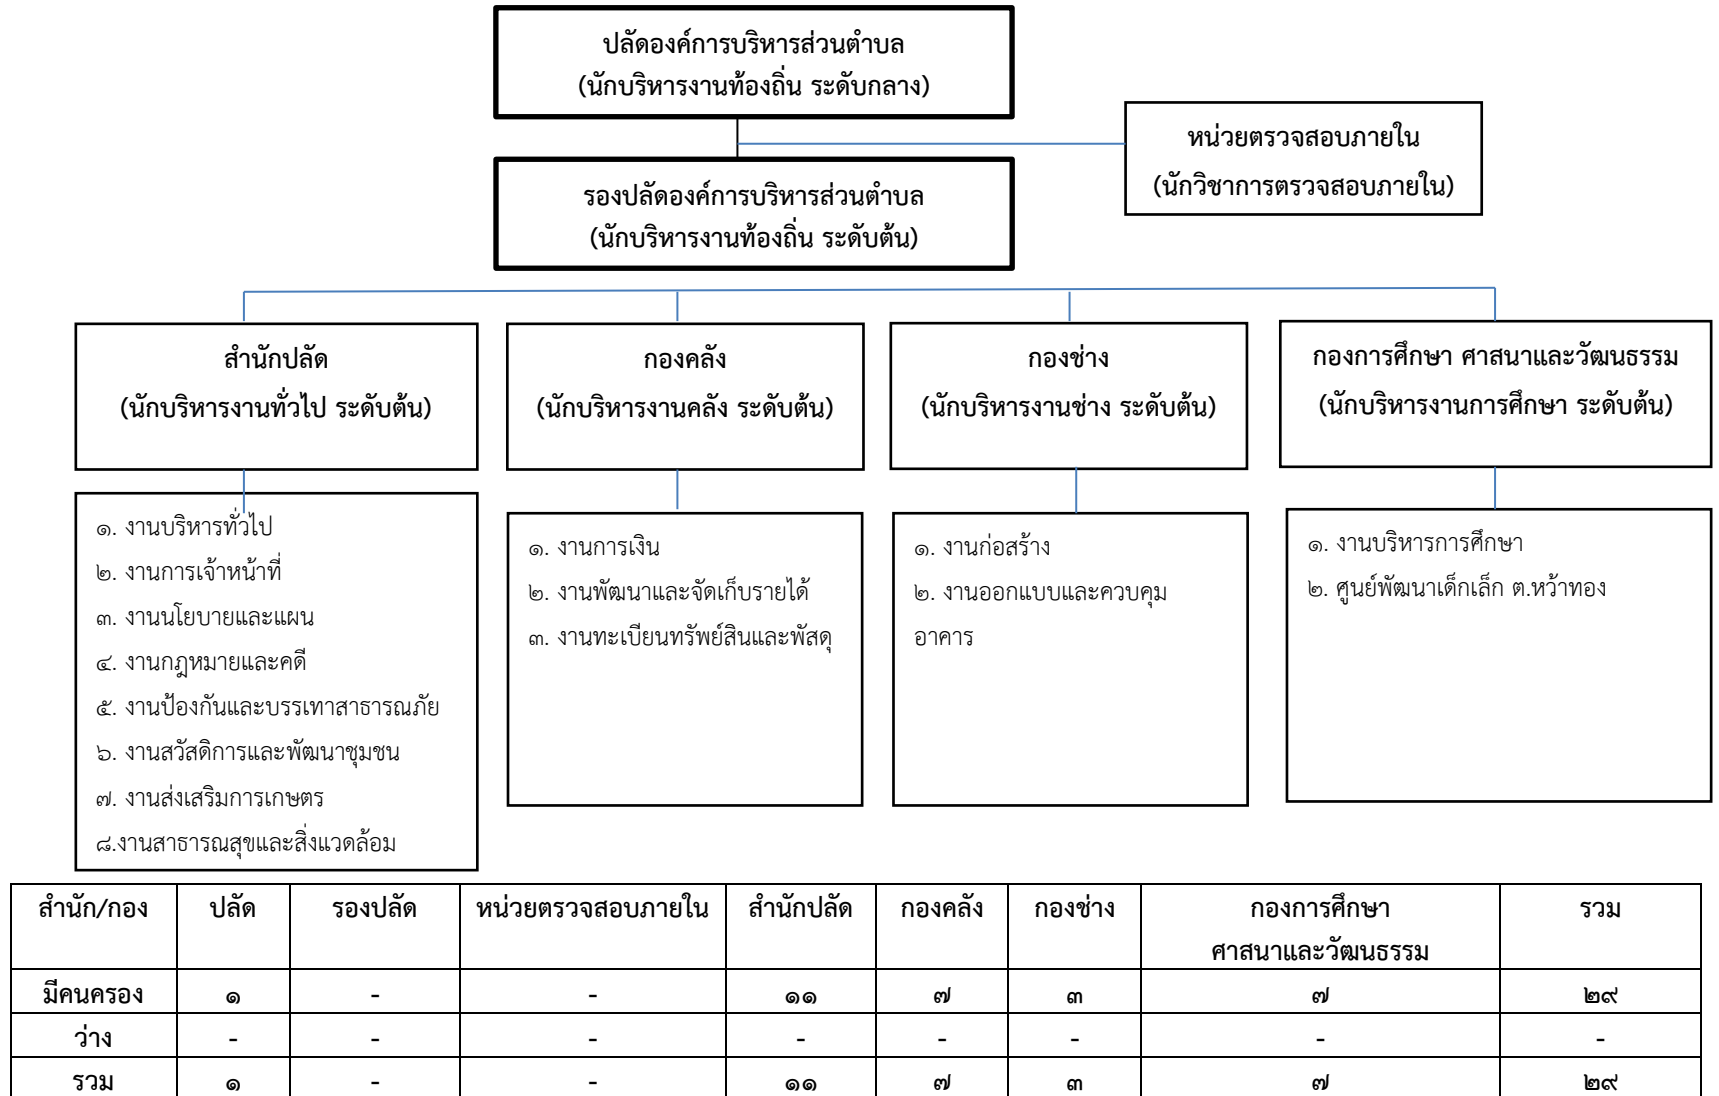 ปลัดองค์การบริหารส่วนตำบล
(นักบริหารงานท้องถิ่น ระดับกลาง)
หน่วยตรวจสอบภายใน
(นักวิชาการตรวจสอบภายใน)
รองปลัดองค์การบริหารส่วนตำบล
(นักบริหารงานท้องถิ่น ระดับต้น)
สำนักปลัด
(นักบริหารงานทั่วไป ระดับต้น)
กองคลัง
(นักบริหารงานคลัง ระดับต้น)
กองช่าง
(นักบริหารงานช่าง ระดับต้น)
กองการศึกษา ศาสนาและวัฒนธรรม
(นักบริหารงานการศึกษา ระดับต้น)
๑. งานบริหารทั่วไป
๒. งานการเจ้าหน้าที่
๓. งานนโยบายและแผน
๔. งานกฎหมายและคดี
๕. งานป้องกันและบรรเทาสาธารณภัย
๖. งานสวัสดิการและพัฒนาชุมชน
๗. งานส่งเสริมการเกษตร
๘.งานสาธารณสุขและสิ่งแวดล้อม
๑. งานการเงิน
๒. งานพัฒนาและจัดเก็บรายได้
๓. งานทะเบียนทรัพย์สินและพัสดุ
๑. งานก่อสร้าง
๒. งานออกแบบและควบคุม
อาคาร
๑. งานบริหารการศึกษา
๒. ศูนย์พัฒนาเด็กเล็ก ต.หว้าทอง
สำนัก/กอง ปลัด รองปลัด หน่วยตรวจสอบภายใน สำนักปลัด กองคลัง กองช่าง กองการศึกษา รวม
ศาสนาและวัฒนธรรม
มีคนครอง ๑ - - ๑๑ ๗ ๓ ๗ ๒๙
ว่าง - - - - - - - -
รวม ๑ - - ๑๑ ๗ ๓ ๗ ๒๙